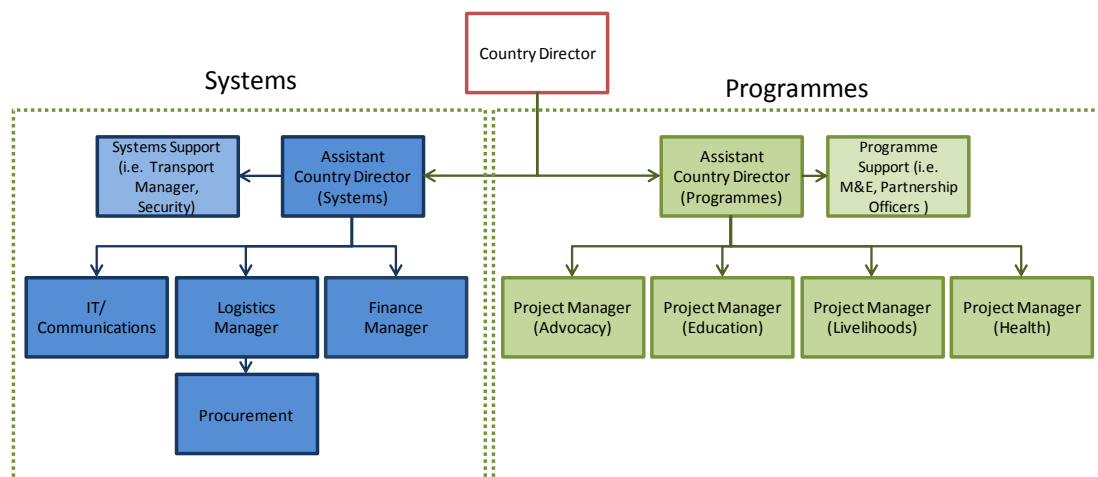 Country Director
Systems
Programmes
Systems Support
(i.e. Transport
Manager,
Security)
Assistant
Country Director
(Systems)
Assistant
Country Director
(Programmes)
Programme
Support (i.e.
M&E, Partnership
Officers )
IT/
Communications
Logistics
Manager
Finance
Manager
Project Manager
(Advocacy)
Project Manager
(Education)
Project Manager
(Livelihoods)
Project Manager
(Health)
Procurement